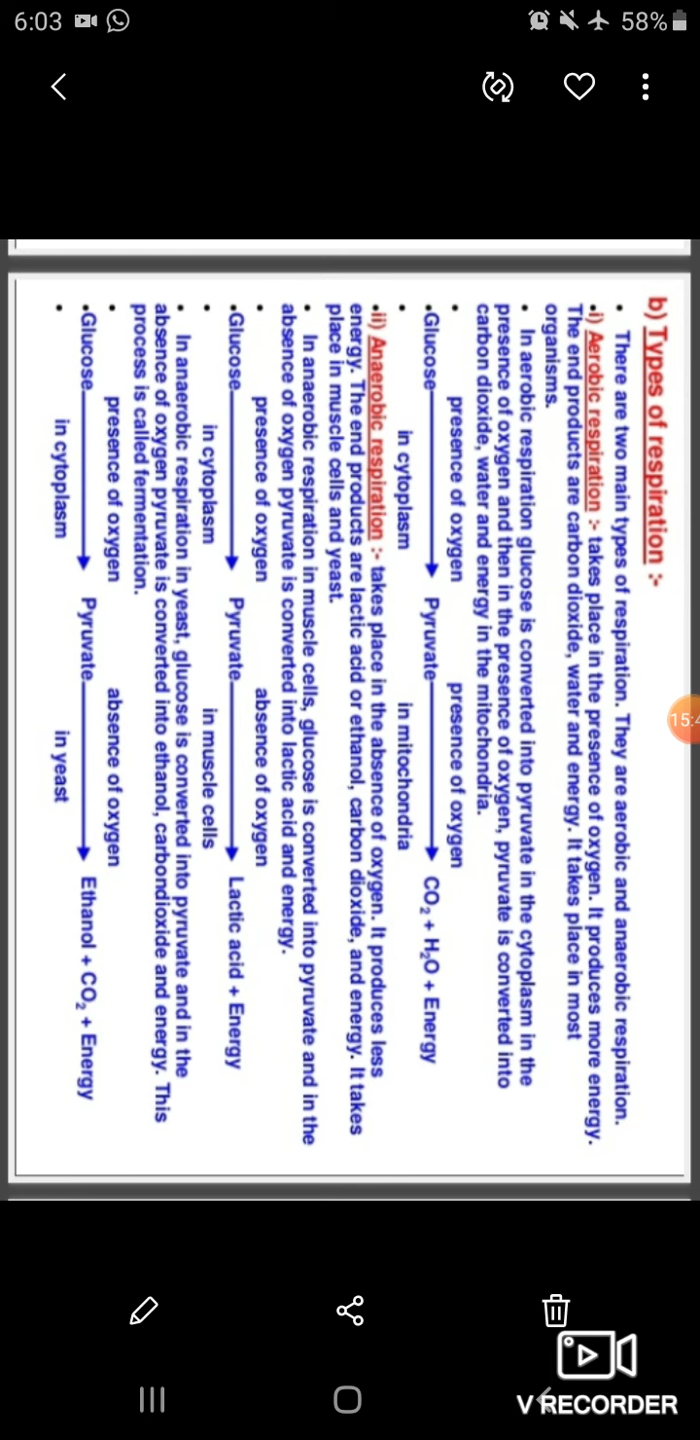 6:03
58%
b) Types of respiration :-
• There are two main types of respiration. They are aerobic and anaerobic respiration.
•i) Aerobic respiration :- takes place in the presence of oxygen. It produces more energy.
The end products are carbon dioxide, water and energy. It takes place in most
organisms.
• In aerobic respiration glucose is converted into pyruvate in the cytoplasm in the
presence of oxygen and then in the presence of oxygen, pyruvate is converted into
carbon dioxide, water and energy in the mitochondria.
• presence of oxygen presence of oxygen
•Glucose Pyruvate CO₂ + H₂O + Energy
• in cytoplasm in mitochondria
•ii) Anaerobic respiration :- takes place in the absence of oxygen. It produces less
energy. The end products are lactic acid or ethanol, carbon dioxide, and energy. It takes
place in muscle cells and yeast.
• In anaerobic respiration in muscle cells, glucose is converted into pyruvate and in the
absence of oxygen pyruvate is converted into lactic acid and energy.
• presence of oxygen absence of oxygen
•Glucose Pyruvate Lactic acid + Energy
• in cytoplasm in muscle cells
• In anaerobic respiration in yeast, glucose is converted into pyruvate and in the
absence of oxygen pyruvate is converted into ethanol, carbondioxide and energy. This
process is called fermentation.
• presence of oxygen absence of oxygen
•Glucose Pyruvate Ethanol + CO₂ + Energy
• in cytoplasm in yeast
V RECORDER